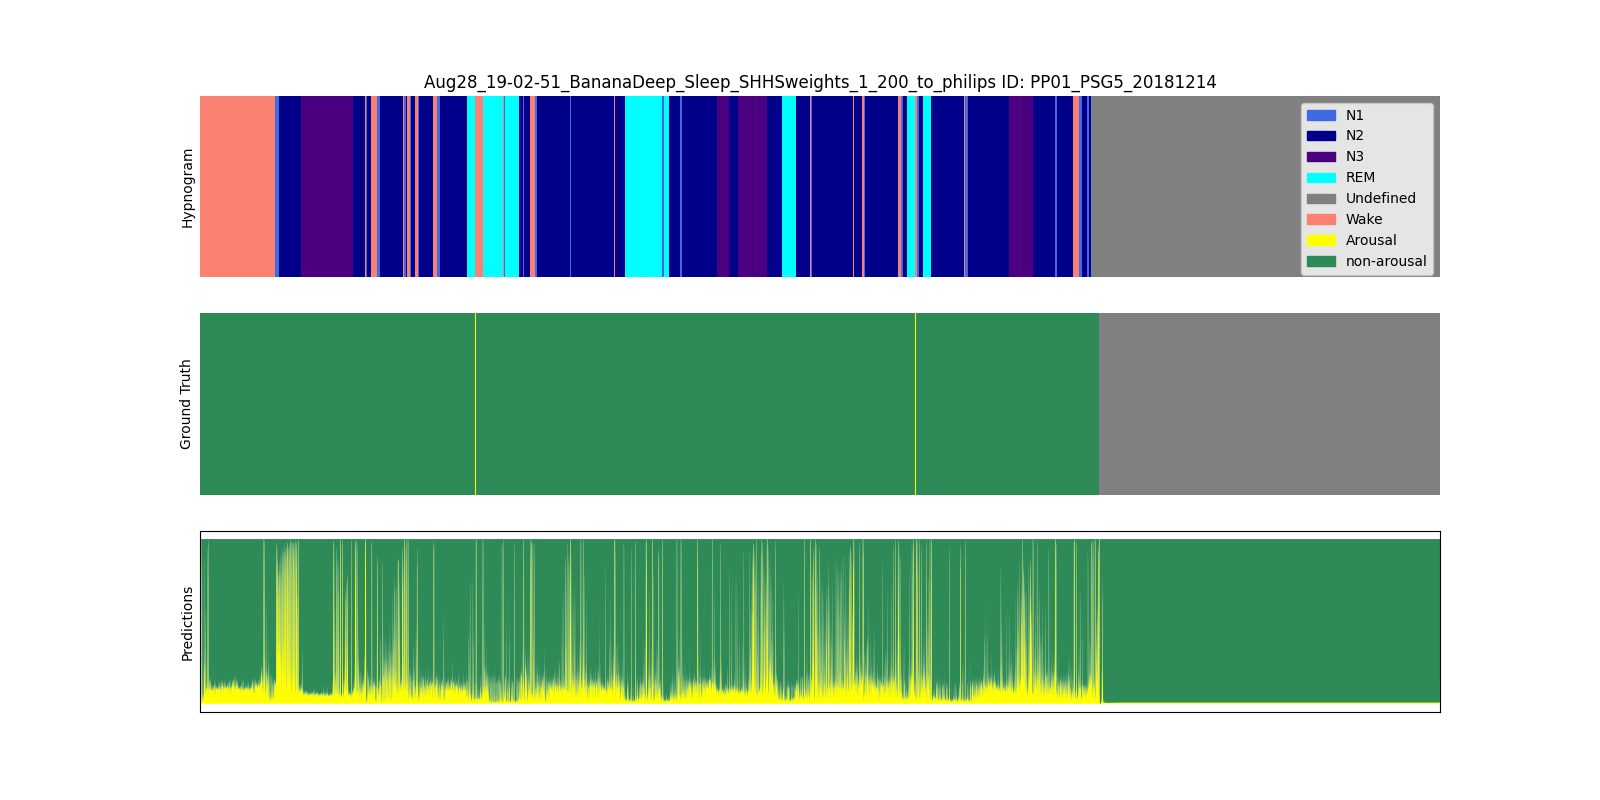 Aug28_19-02-51_BananaDeep_Sleep_SHHSweights_1_200_to_philips ID: PP01_PSG5_20181214
Hypnogram
N1
N2
N3
REM
Undefined
Wake
Arousal
non-arousal
Ground Truth
Predictions